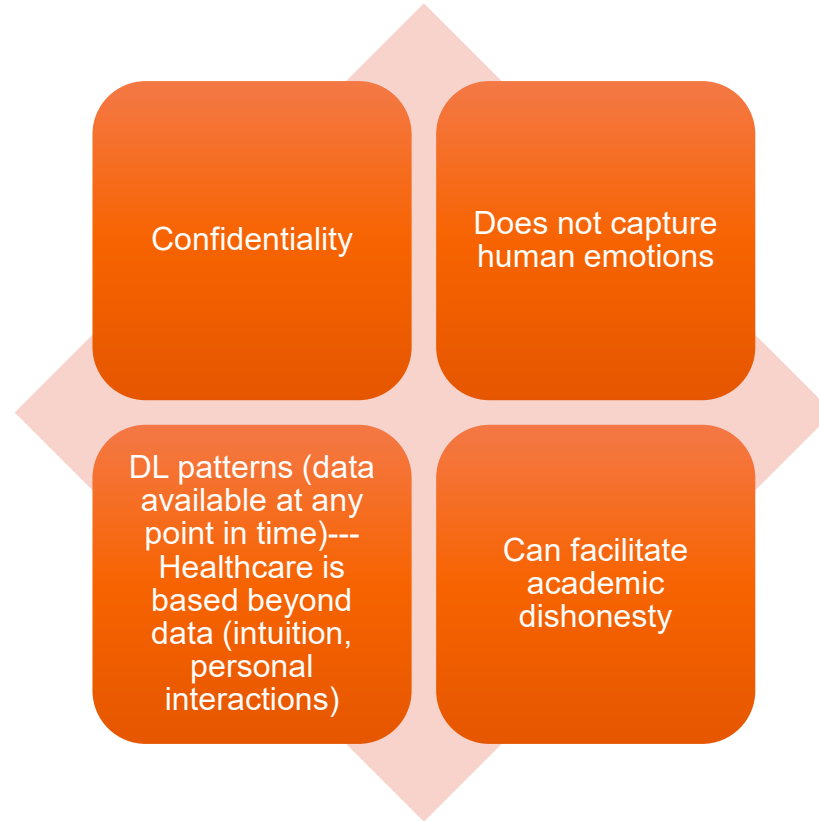 Confidentiality
Does not capture
human emotions
DL patterns (data
available at any
point in time)---
Healthcare is
based beyond
data (intuition,
personal
interactions)
Can facilitate
academic
dishonesty